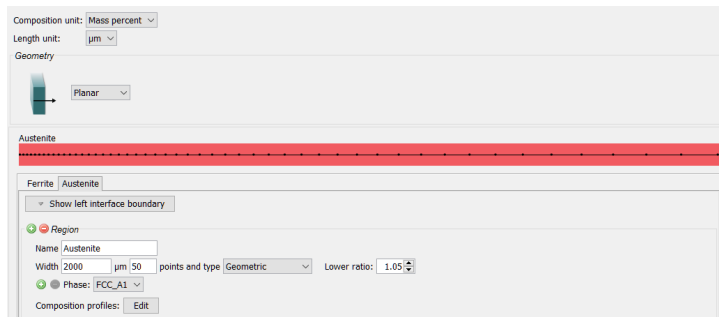 Composition unit: Mass percent
Length unit: µm
Geometry
Planar
Austenite
Ferrite Austenite
Show left interface boundary
Region
Name Austenite
Width 2000 µm 50 points and type Geometric Lower ratio: 1.05
Phase: FCC_A1
Composition profiles: Edit